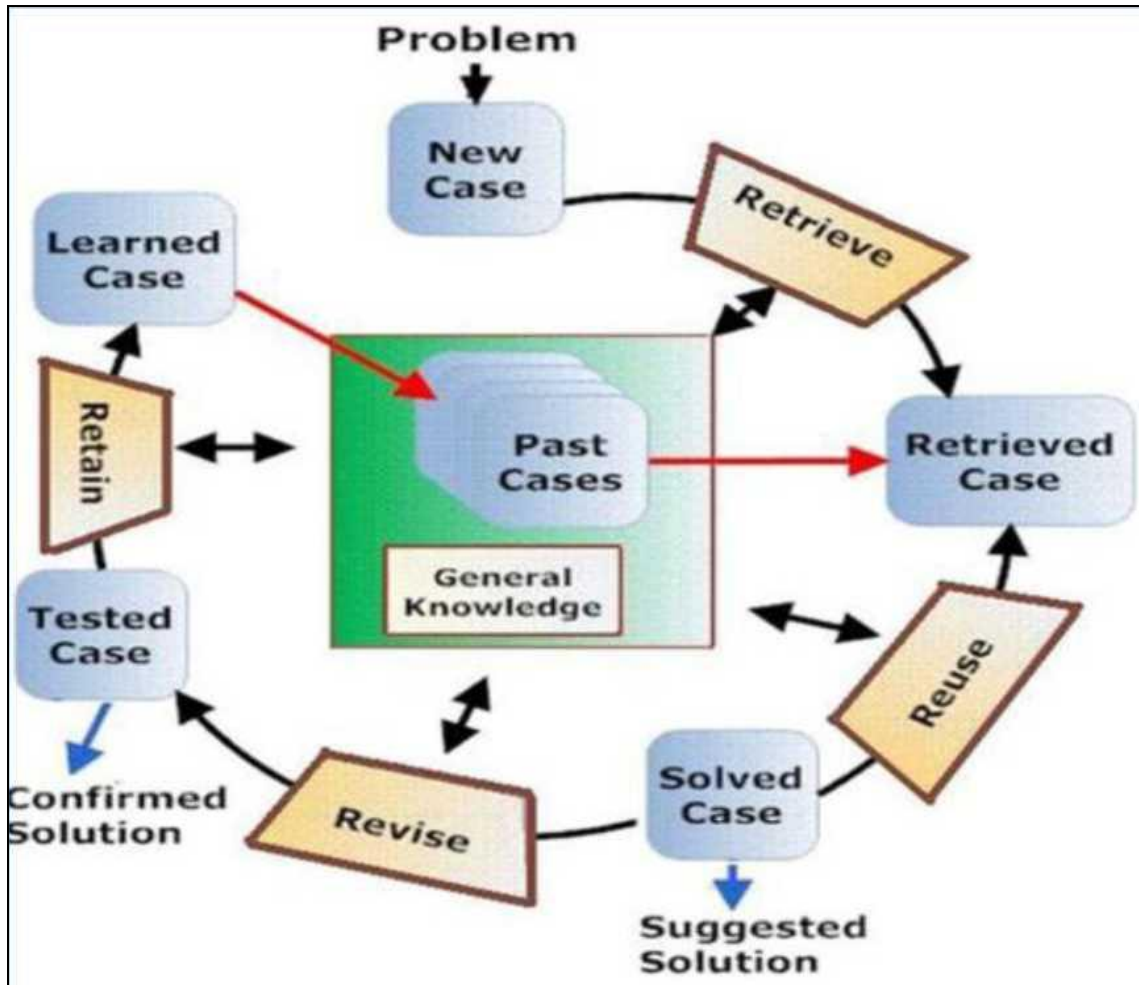 Problem
New
Case
Retrieve
Learned
Case
Retain
Past
Cases
Retrieved
Case
General
Knowledge
Tested
Case
Reuse
Solved
Case
Revise
Confirmed
Solution
Suggested
Solution